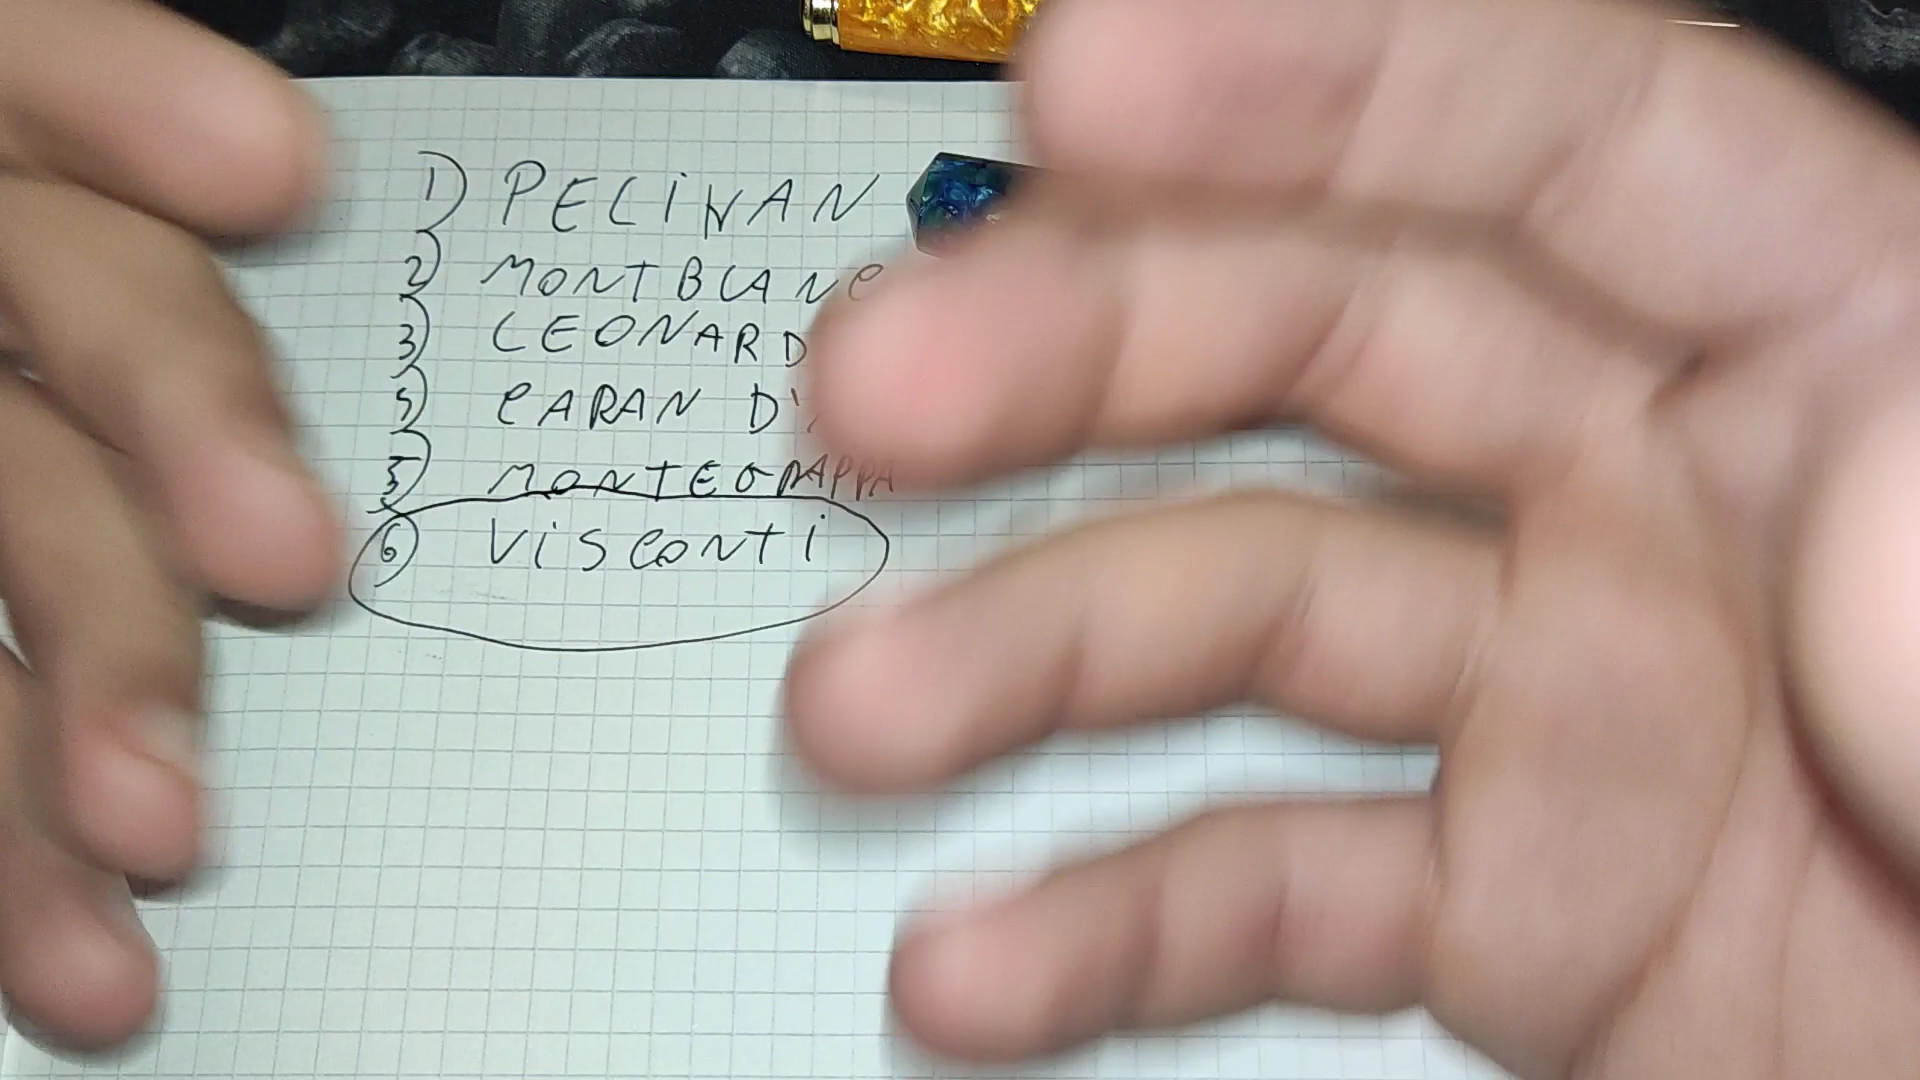 1) PELIKAN
2) MONTBLANC
3) LEONARD
4) CARAN D'
5) MONTEGRAPPA
6) VISCONTI